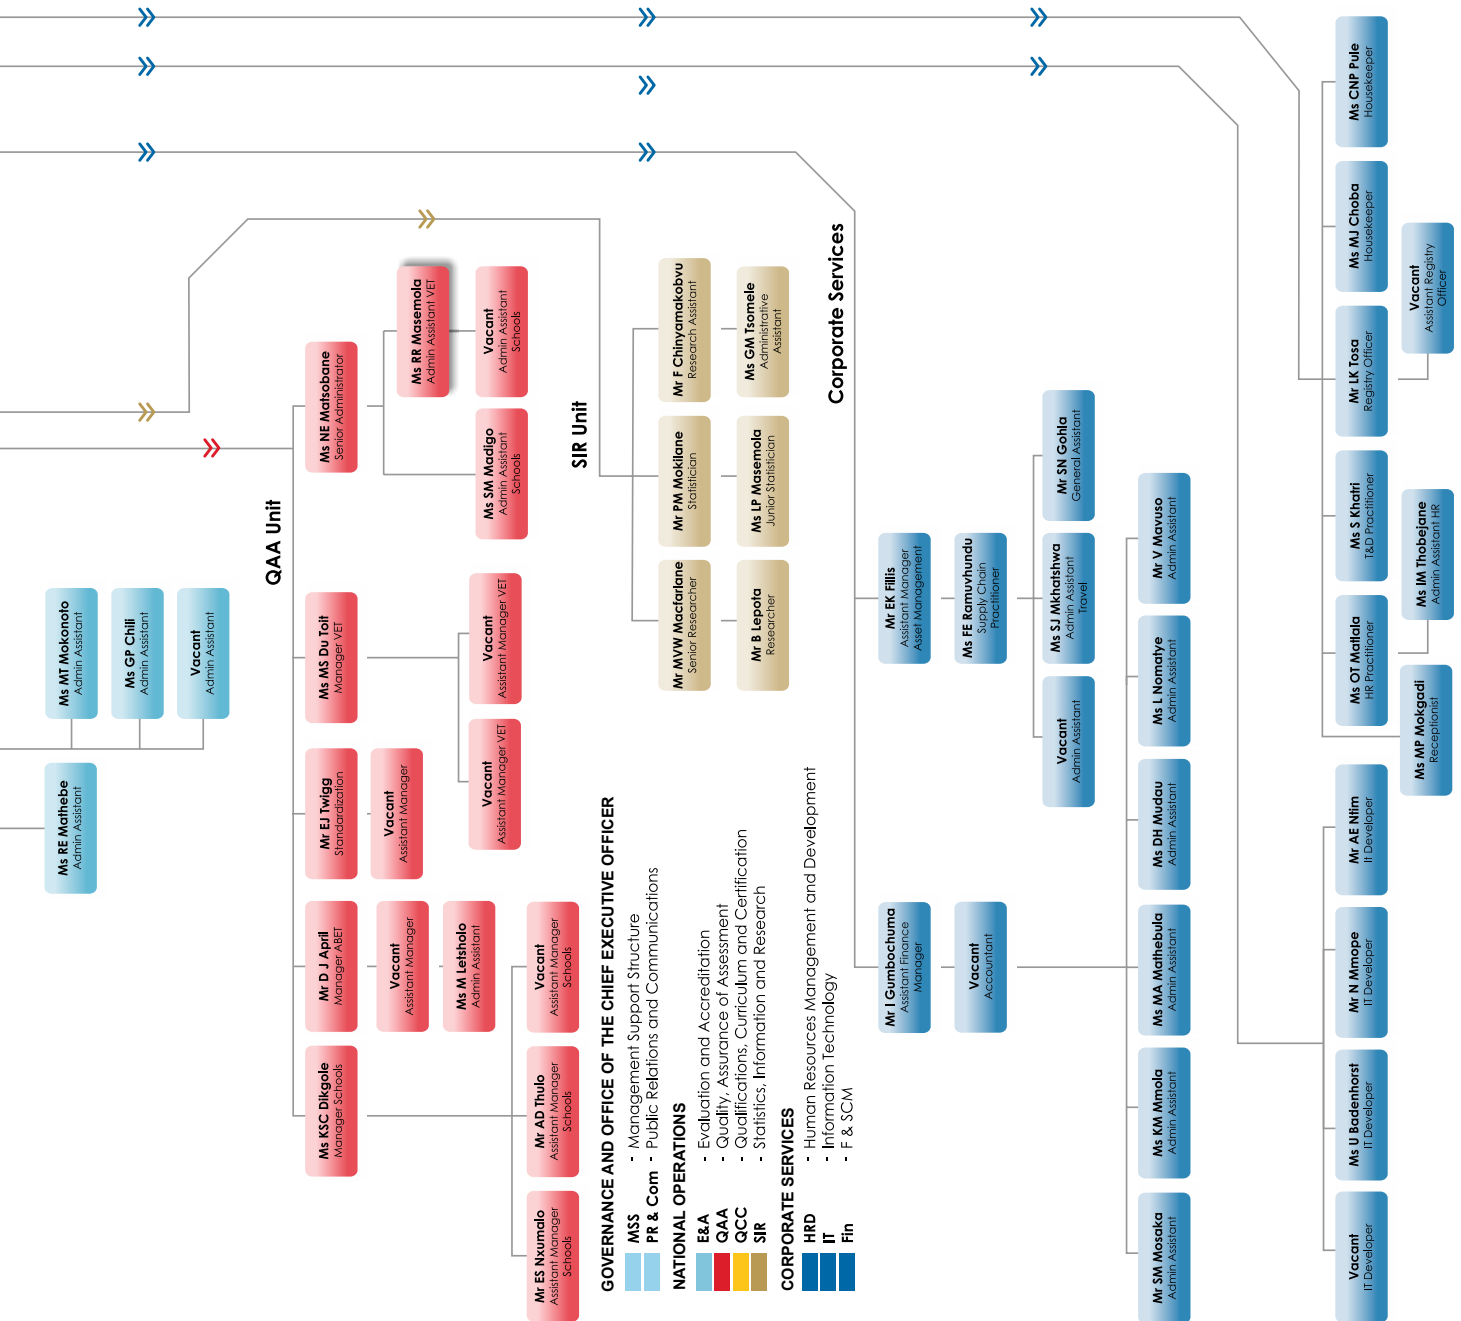 Ms RE Mathebe
Admin Assistant
Ms MT Mokonoto
Admin Assistant
Ms GP Chili
Admin Assistant
Vacant
Admin Assistant
QAA Unit
Ms KSC Dikgole
Manager Schools
Mr D J April
Manager ABET
Mr EJ Twigg
Standardization
Ms MS Du Toit
Manager VET
Ms NE Matsobane
Senior Administrator
Vacant
Assistant Manager
Ms M Letsholo
Admin Assistant
Vacant
Assistant Manager
Vacant
Assistant Manager VET
Vacant
Assistant Manager VET
Ms RR Masemola
Admin Assistant VET
Ms SM Madigo
Admin Assistant
Schools
Vacant
Admin Assistant
Schools
Mr ES Nxumalo
Assistant Manager
Schools
Mr AD Thulo
Assistant Manager
Schools
Vacant
Assistant Manager
Schools
SIR Unit
Mr MVW Macfarlane
Senior Researcher
Mr PM Mokilane
Statistician
Mr F Chinyamakobvu
Research Assistant
Mr B Lepota
Researcher
Ms LP Masemola
Junior Statistician
Ms GM Tsomele
Administrative
Assistant
GOVERNANCE AND OFFICE OF THE CHIEF EXECUTIVE OFFICER
MSS - Management Support Structure
PR & Com - Public Relations and Communications
NATIONAL OPERATIONS
E&A - Evaluation and Accreditation
QAA - Quality, Assurance of Assessment
QCC - Qualifications, Curriculum and Certification
SIR - Statistics, Information and Research
CORPORATE SERVICES
HRD - Human Resources Management and Development
IT - Information Technology
Fin - F & SCM
Corporate Services
Mr I Gumbochuma
Assistant Finance
Manager
Mr EK Fillis
Assistant Manager
Asset Management
Vacant
Accountant
Ms FE Ramuvhundu
Supply Chain
Practitioner
Vacant
Admin Assistant
Ms SJ Mkhatshwa
Admin Assistant
Travel
Mr SN Gohla
General Assistant
Mr SM Mosaka
Admin Assistant
Ms KM Mmola
Admin Assistant
Ms MA Mathebula
Admin Assistant
Ms DH Mudau
Admin Assistant
Ms L Nomatye
Admin Assistant
Mr V Mavuso
Admin Assistant
Vacant
IT Developer
Ms U Badenhorst
IT Developer
Mr N Mmope
IT Developer
Mr AE Ntim
It Developer
Ms OT Matlala
HR Practitioner
Ms S Khatri
T&D Practitioner
Mr LK Tosa
Registry Officer
Ms MJ Choba
Housekeeper
Ms CNP Pule
Housekeeper
Ms MP Mokgadi
Receptionist
Ms IM Thobejane
Admin Assistant HR
Vacant
Assistant Registry
Officer